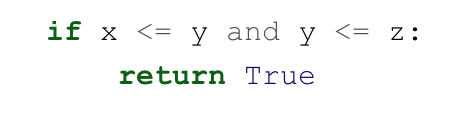 if x <= y and y <= z:
    return True